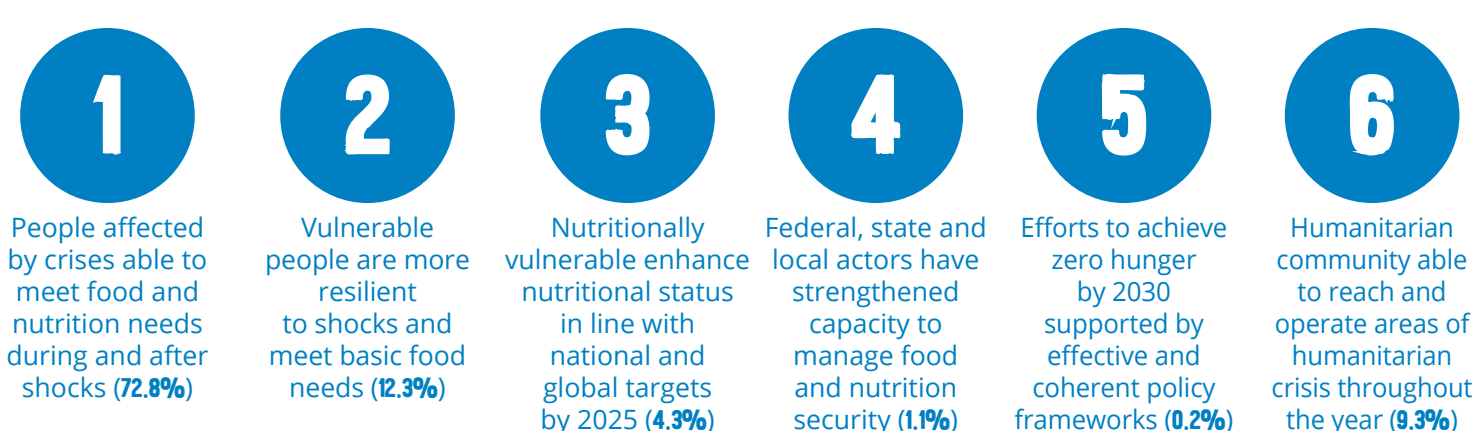 1
People affected
by crises able to
meet food and
nutrition needs
during and after
shocks (72.8%)
2
Vulnerable
people are more
resilient
to shocks and
meet basic food
needs (12.3%)
3
Nutritionally
vulnerable enhance
nutritional status
in line with
national and
global targets
by 2025 (4.3%)
4
Federal, state and
local actors have
strengthened
capacity to
manage food
and nutrition
security (1.1%)
5
Efforts to achieve
zero hunger
by 2030
supported by
effective and
coherent policy
frameworks (0.2%)
6
Humanitarian
community able
to reach and
operate areas of
humanitarian
crisis throughout
the year (9.3%)